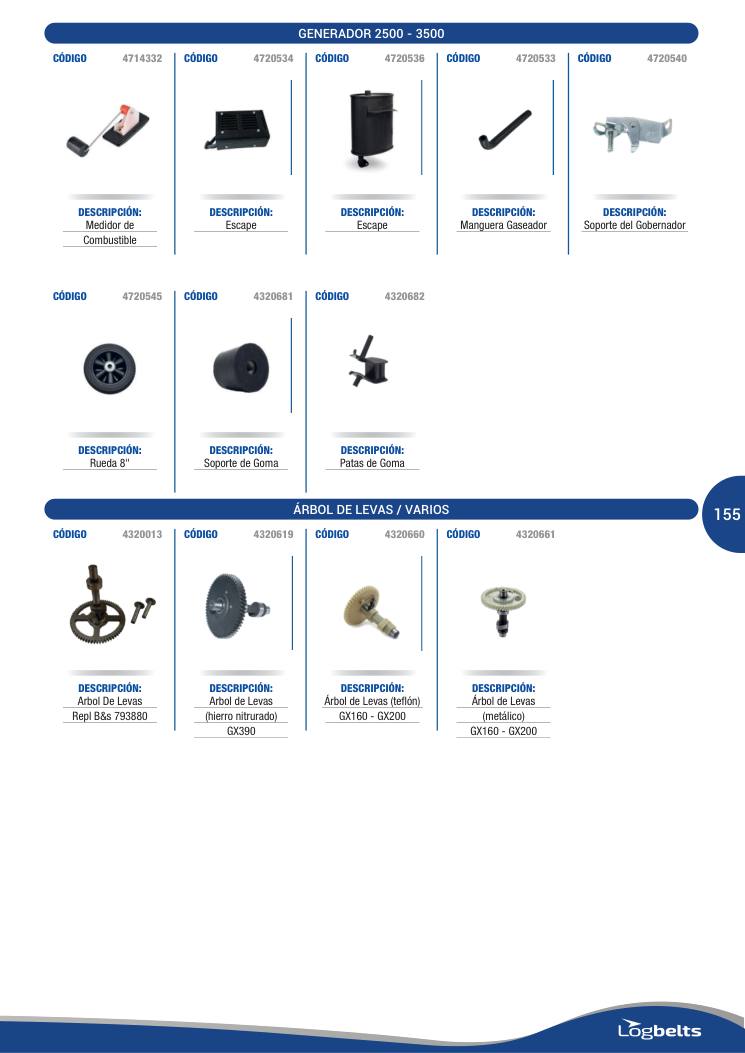 GENERADOR 2500 - 3500
CÓDIGO 4714332
DESCRIPCIÓN:
Medidor de
Combustible
CÓDIGO 4720534
DESCRIPCIÓN:
Escape
CÓDIGO 4720536
DESCRIPCIÓN:
Escape
CÓDIGO 4720533
DESCRIPCIÓN:
Manguera Gaseador
CÓDIGO 4720540
DESCRIPCIÓN:
Soporte del Gobernador
CÓDIGO 4720545
DESCRIPCIÓN:
Rueda 8"
CÓDIGO 4320681
DESCRIPCIÓN:
Soporte de Goma
CÓDIGO 4320682
DESCRIPCIÓN:
Patas de Goma
ÁRBOL DE LEVAS / VARIOS
155
CÓDIGO 4320013
DESCRIPCIÓN:
Arbol De Levas
Repl B&s 793880
CÓDIGO 4320619
DESCRIPCIÓN:
Arbol de Levas
(hierro nitrurado)
GX390
CÓDIGO 4320660
DESCRIPCIÓN:
Árbol de Levas (teflón)
GX160 - GX200
CÓDIGO 4320661
DESCRIPCIÓN:
Árbol de Levas
(metálico)
GX160 - GX200
Logbelts